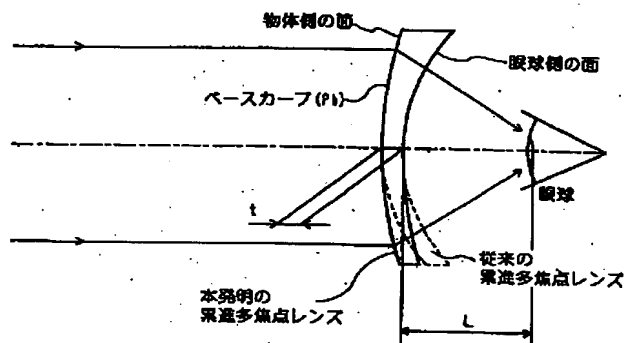 物体側の面
眼球側の面
ベースカーブ(Pb)
t
眼球
従来の
累進多焦点レンズ
本発明の
累進多焦点レンズ
L